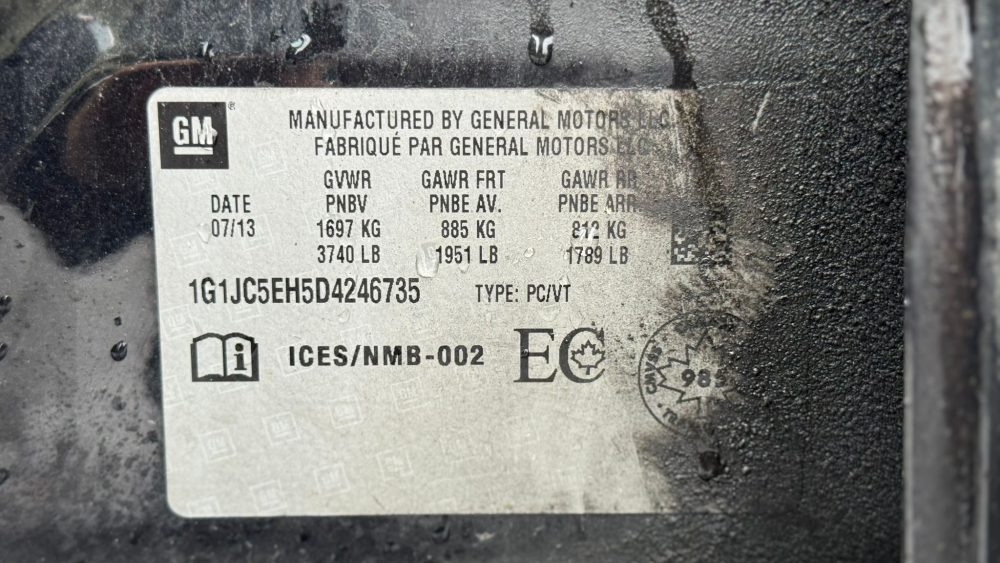 GM
®
MANUFACTURED BY GENERAL MOTORS LLC
FABRIQUÉ PAR GENERAL MOTORS LLC
GVWR GAWR FRT GAWR RR
DATE PNBV PNBE AV. PNBE ARR.
07/13 1697 KG 885 KG 812 KG
3740 LB 1951 LB 1789 LB
1G1JC5EH5D4246735 TYPE: PC/VT
i ICES/NMB-002 EC
CMVSS
985